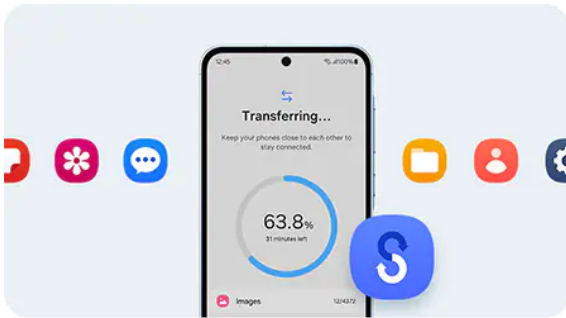 12:45
100%
Transferring...
Keep your phones close to each other to
stay connected.
63.8%
31 minutes left
Images
12/4372